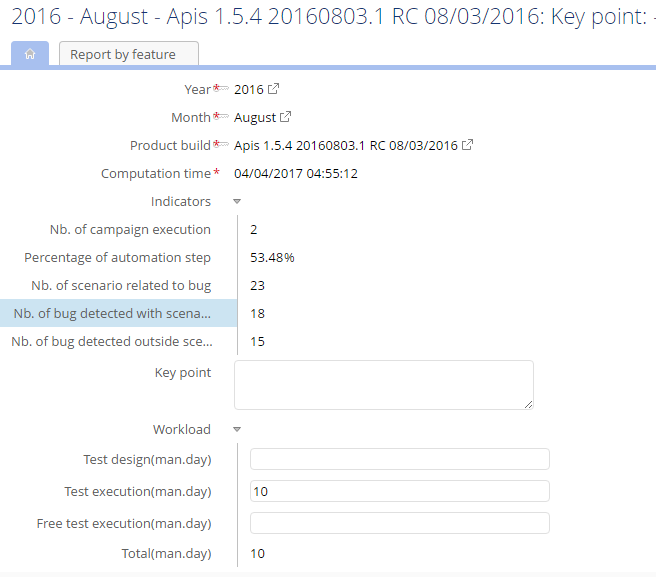 2016 - August - Apis 1.5.4 20160803.1 RC 08/03/2016: Key point: -
Report by feature
Year* 2016
Month* August
Product build* Apis 1.5.4 20160803.1 RC 08/03/2016
Computation time* 04/04/2017 04:55:12
Indicators
Nb. of campaign execution 2
Percentage of automation step 53.48%
Nb. of scenario related to bug 23
Nb. of bug detected with scena... 18
Nb. of bug detected outside sce... 15
Key point
Workload
Test design(man.day)
Test execution(man.day) 10
Free test execution(man.day)
Total(man.day) 10